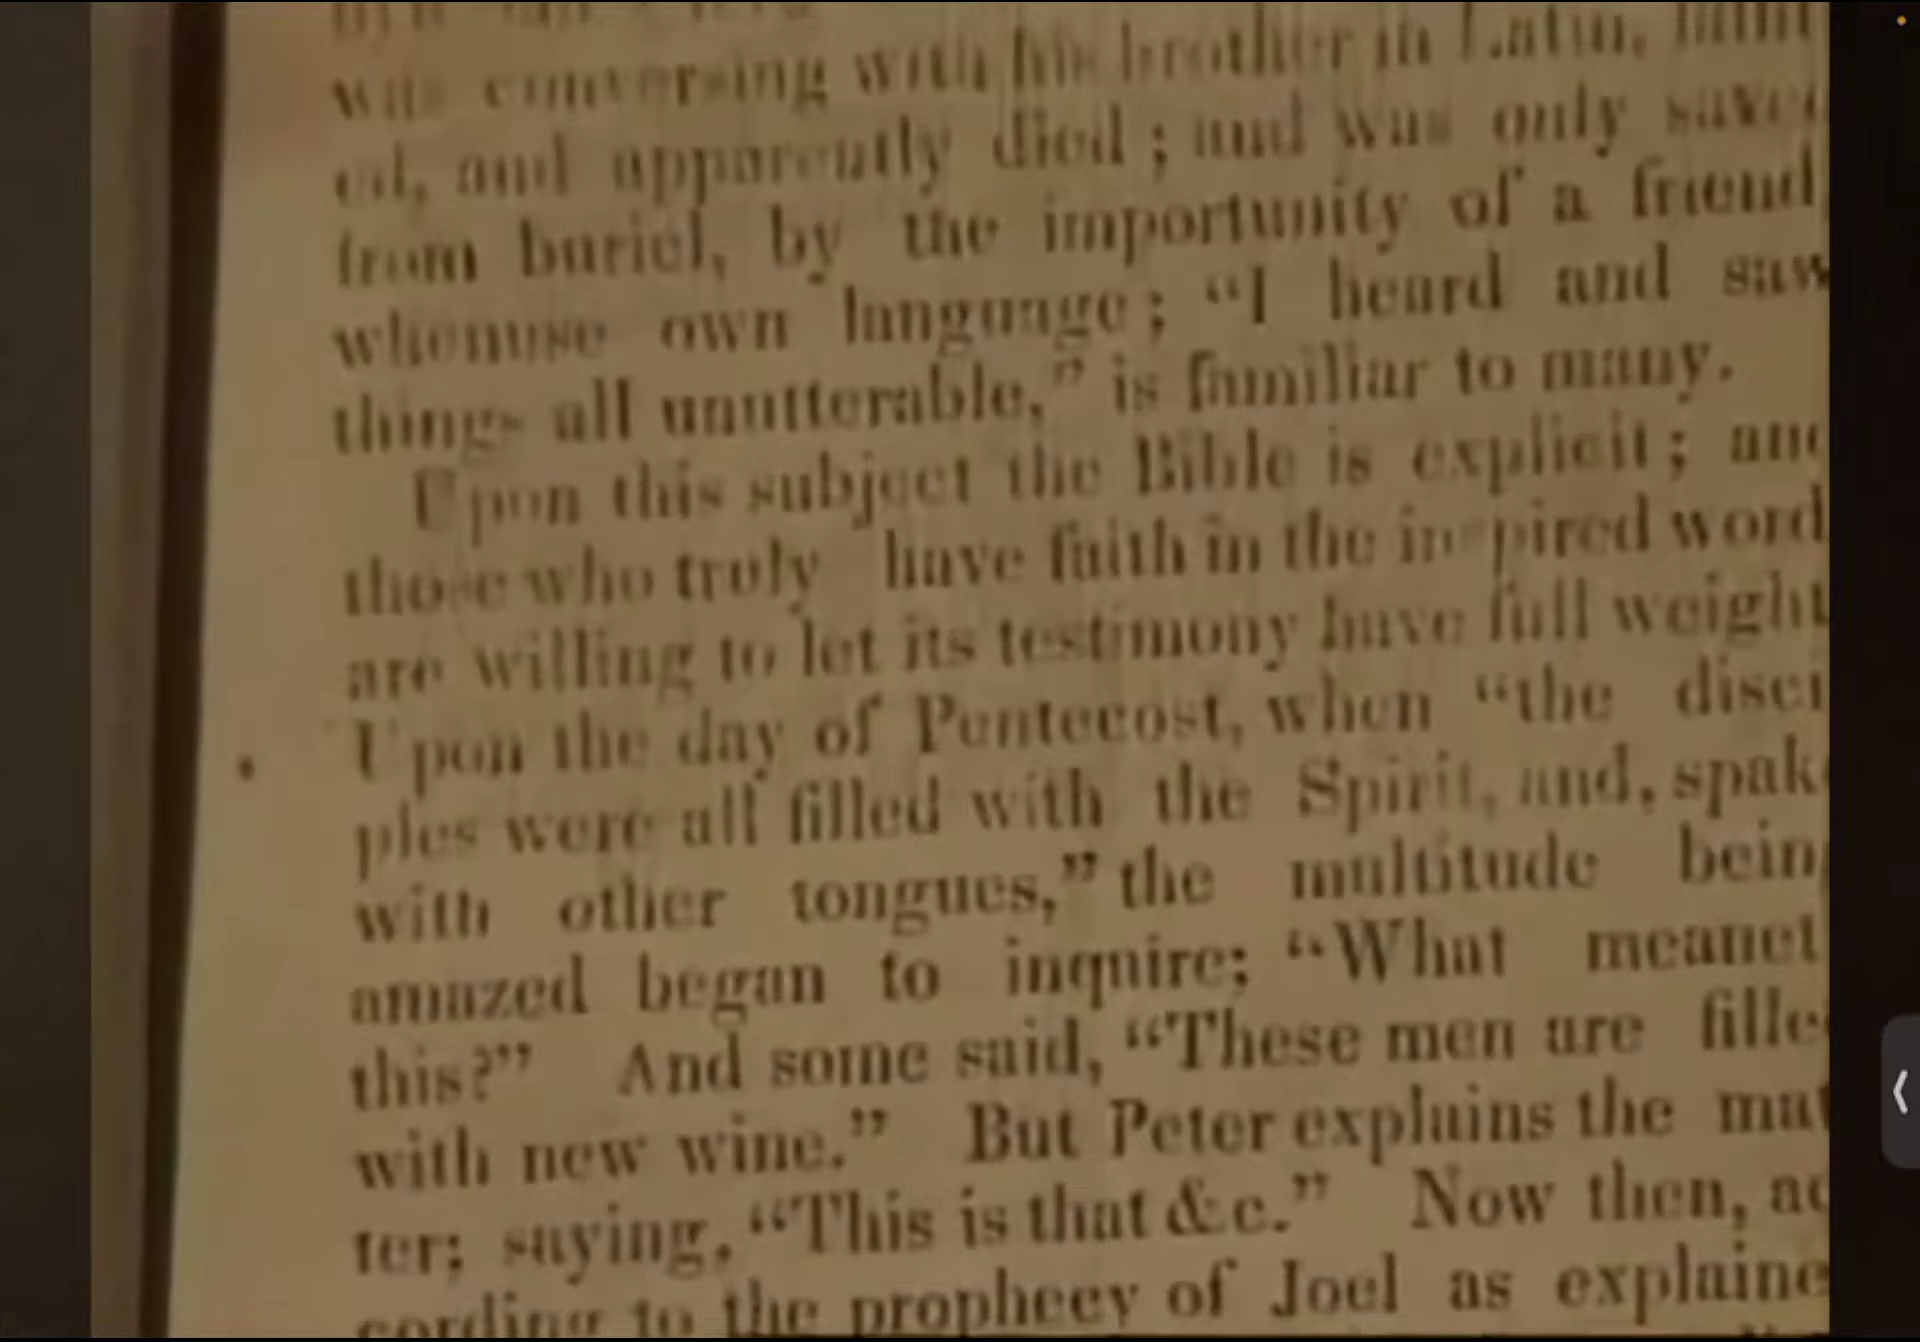 was conversing with his brother in Latin, faint
ed, and apparently died; and was only saved
from buriel, by the importunity of a friend,
whenuse own language; “I heard and saw
things all unutterable,” is familiar to many.
Upon this subject the Bible is explicit; and
those who truly have faith in the inspired word
are willing to let its testimony have full weight
Upon the day of Pentecost, when “the disci
ples were all filled with the Spirit, and, spak
with other tongues,” the multitude bein
amazed began to inquire; “What meanet
this?” And some said, “These men are fille
with new wine.” But Peter explains the mat
ter; saying, “This is that &c.” Now then, ac
cording to the prophecy of Joel as explaine